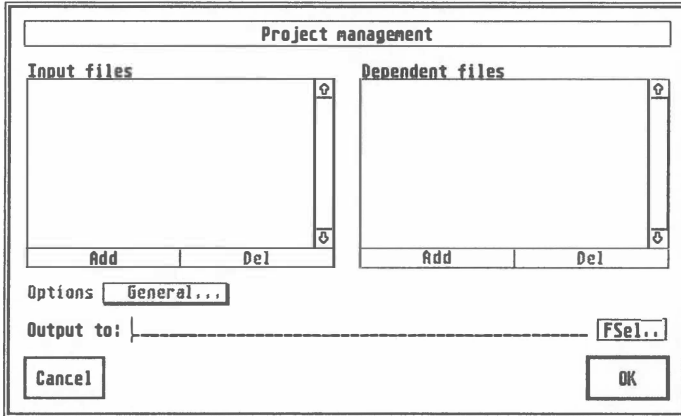 Project management
Input files Dependent files
Add Del Add Del
Options General...
Output to: FSel..
Cancel OK